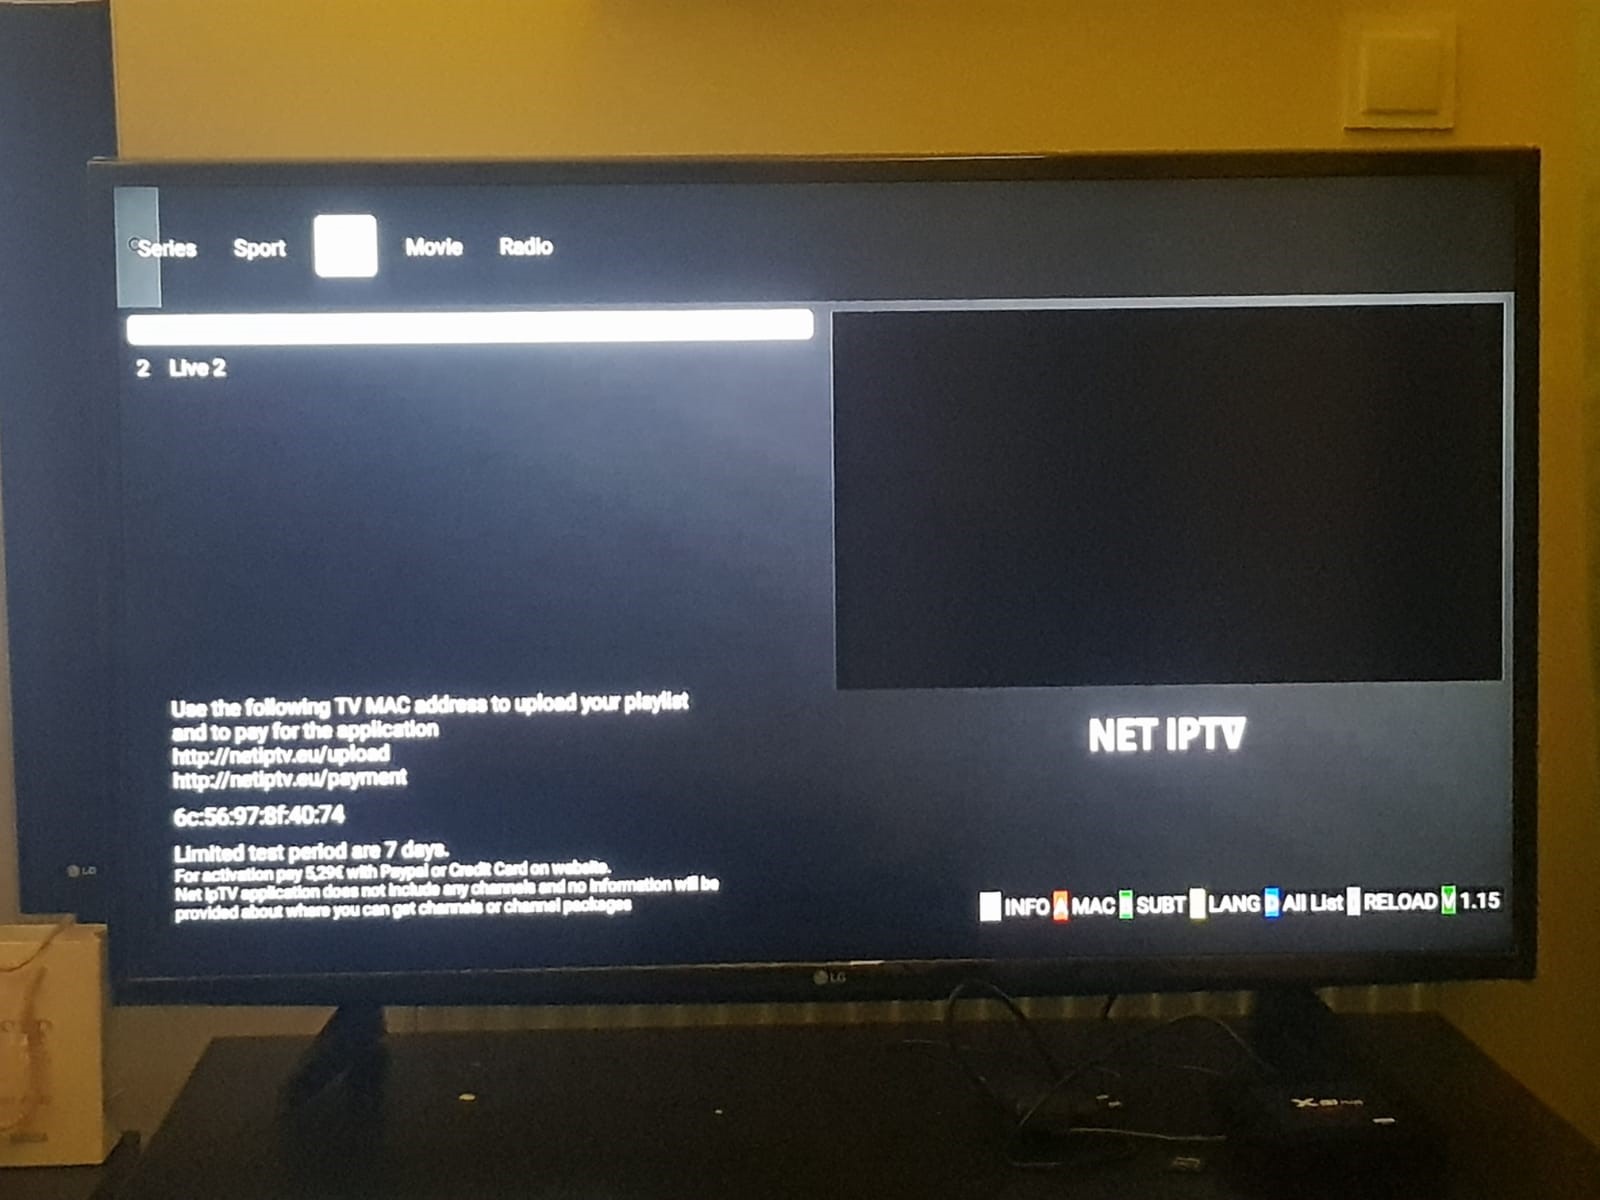 Series Sport Movie Radio
2 Live 2
Use the following TV MAC address to upload your playlist
and to pay for the application
http://netiptv.eu/upload
http://netiptv.eu/payment
6c:56:97:8f:40:74
Limited test period are 7 days.
For activation pay 5,29€ with Paypal or Credit Card on website.
Net ipTV application does not include any channels and no information will be
provided about where you can get channels or channel packages
NET IPTV
INFO A MAC B SUBT LANG D All List RELOAD V 1.15
LG
LG